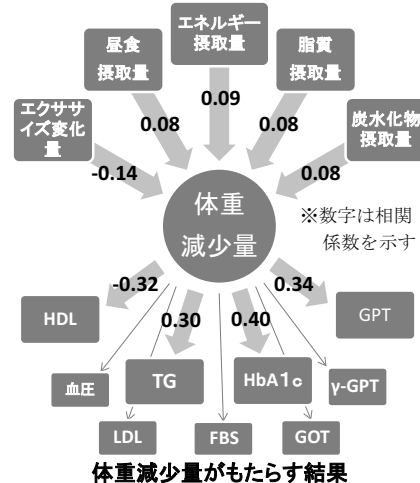 エネルギー
摂取量
昼食
摂取量
脂質
摂取量
エクササ
イズ変化
量
炭水化物
摂取量
0.09
0.08
0.08
-0.14
0.08
体重
減少量
※数字は相関
係数を示す
-0.32
0.30
0.40
0.34
HDL
GPT
血圧
TG
HbA1c
γ-GPT
LDL
FBS
GOT
体重減少量がもたらす結果